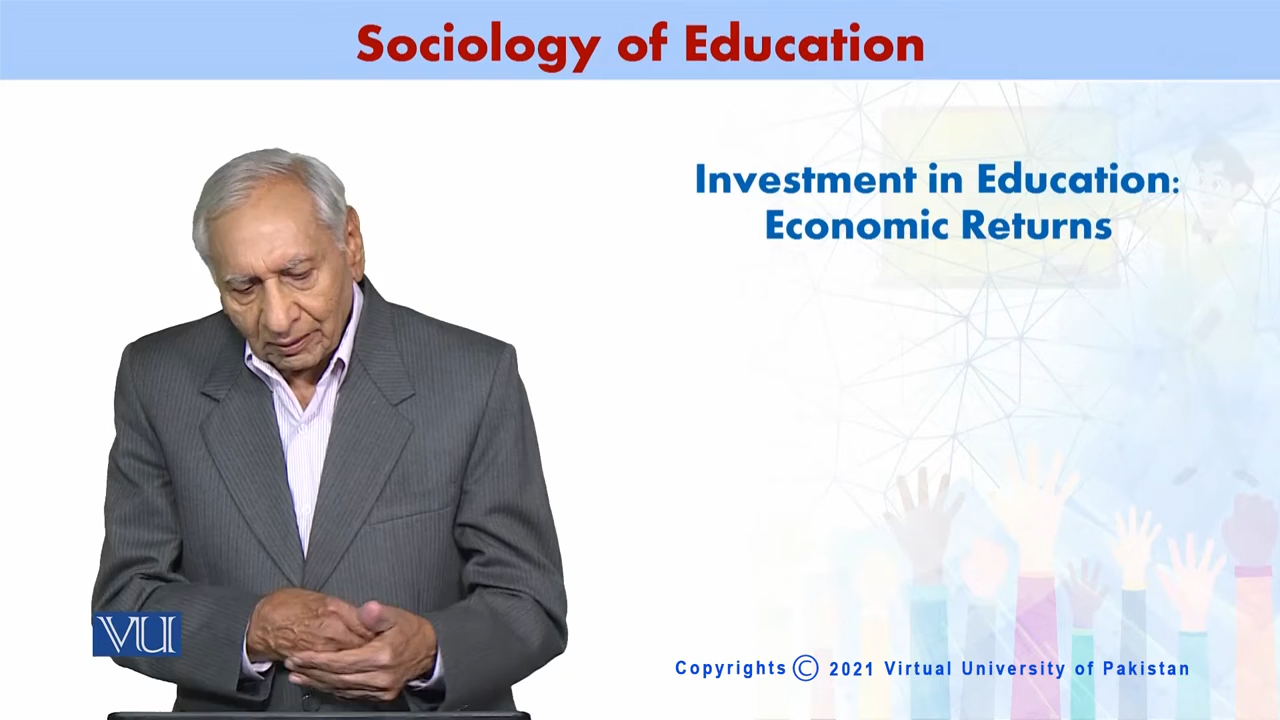 Sociology of Education
Investment in Education:
Economic Returns
VU
Copyrights © 2021 Virtual University of Pakistan